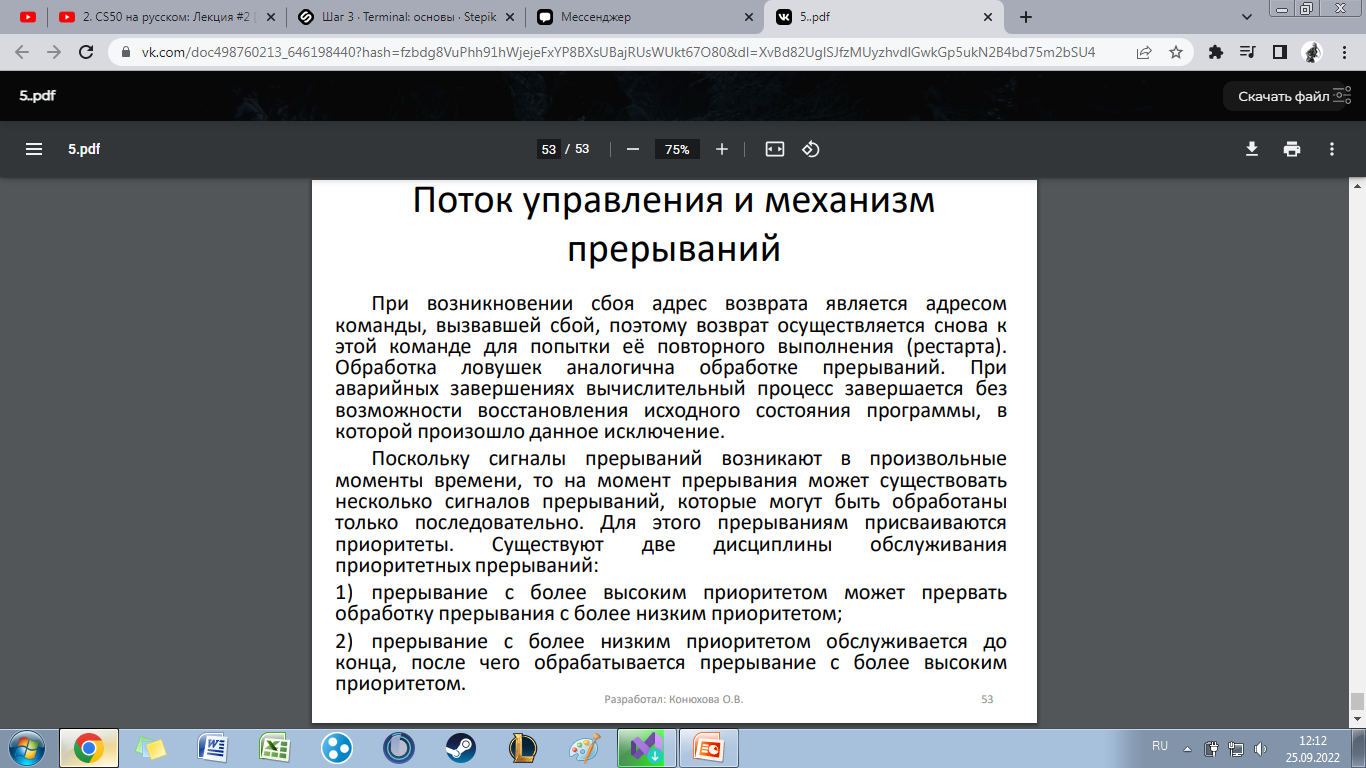 2. CS50 на русском: Лекция #2
Шаг 3 · Terminal: основы · Stepik
Мессенджер
5..pdf
vk.com/doc498760213_646198440?hash=fzbdg8VuPhh91hWjejeFxYP8BXsUBajRUsWUkt67O80&dl=XvBd82UgISJfzMUyzhvdIGwkGp5ukN2B4bd75m2bSU4
5..pdf
Скачать файл
5.pdf
53 / 53
75%
Поток управления и механизм
прерываний
При возникновении сбоя адрес возврата является адресом
команды, вызвавшей сбой, поэтому возврат осуществляется снова к
этой команде для попытки её повторного выполнения (рестарта).
Обработка ловушек аналогична обработке прерываний. При
аварийных завершениях вычислительный процесс завершается без
возможности восстановления исходного состояния программы, в
которой произошло данное исключение.
Поскольку сигналы прерываний возникают в произвольные
моменты времени, то на момент прерывания может существовать
несколько сигналов прерываний, которые могут быть обработаны
только последовательно. Для этого прерываниям присваиваются
приоритеты. Существуют две дисциплины обслуживания
приоритетных прерываний:
1) прерывание с более высоким приоритетом может прервать
обработку прерывания с более низким приоритетом;
2) прерывание с более низким приоритетом обслуживается до
конца, после чего обрабатывается прерывание с более высоким
приоритетом.
Разработал: Конюхова О.В.
53
RU
12:12
25.09.2022